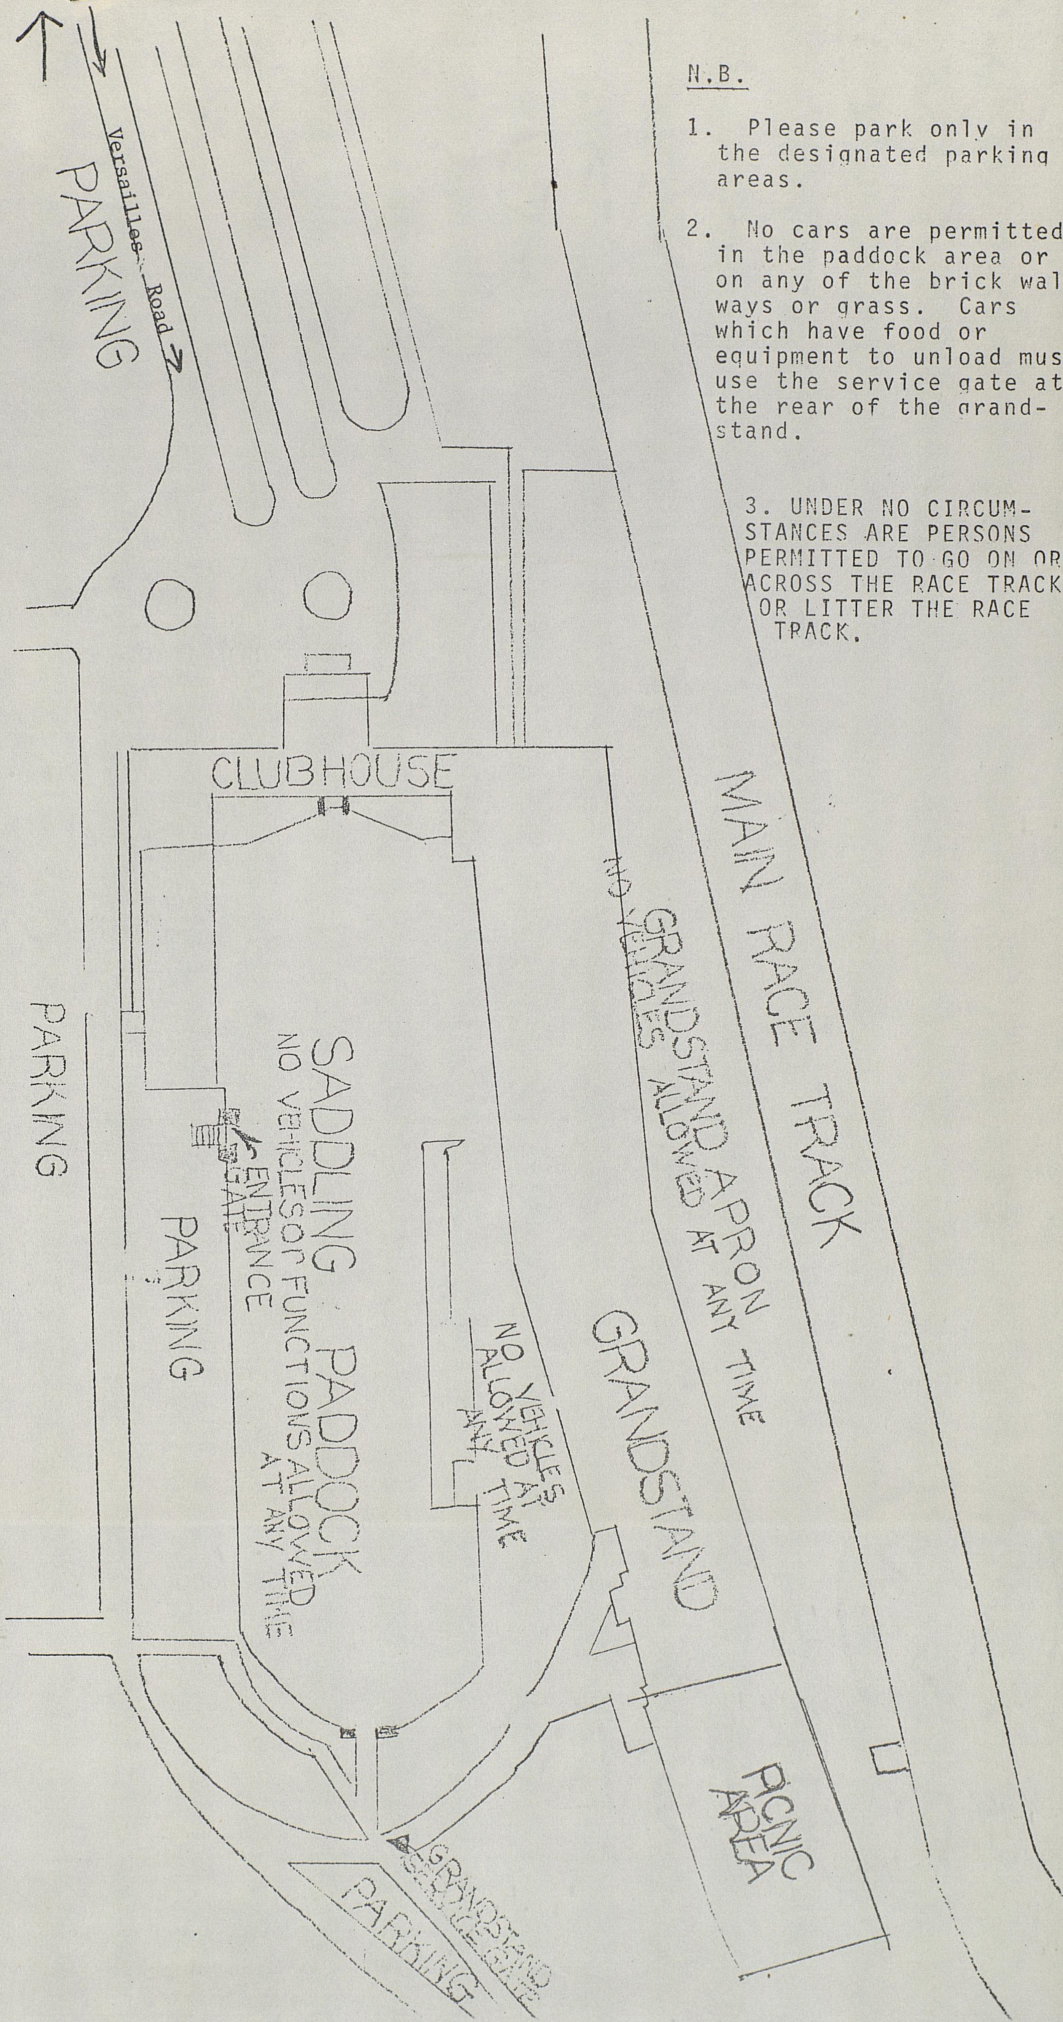 N.B.
1. Please park only in
the designated parking
areas.
2. No cars are permitted
in the paddock area or
on any of the brick wal
ways or grass. Cars
which have food or
equipment to unload mus
use the service gate at
the rear of the grand-
stand.
3. UNDER NO CIRCUM-
STANCES ARE PERSONS
PERMITTED TO GO ON OR
ACROSS THE RACE TRACK
OR LITTER THE RACE
TRACK.
Versailles Road
PARKING
CLUBHOUSE
MAIN RACE TRACK
GRANDSTAND APRON
NO VEHICLES ALLOWED AT ANY TIME
PARKING
SADDLING PADDOCK
NO VEHICLES OR FUNCTIONS ALLOWED
AT ANY TIME
ENTRANCE
GATE
PARKING
NO VEHICLES
ALLOWED AT
ANY TIME
GRANDSTAND
PICNIC
AREA
GRANDSTAND
SERVICE GATE
PARKING